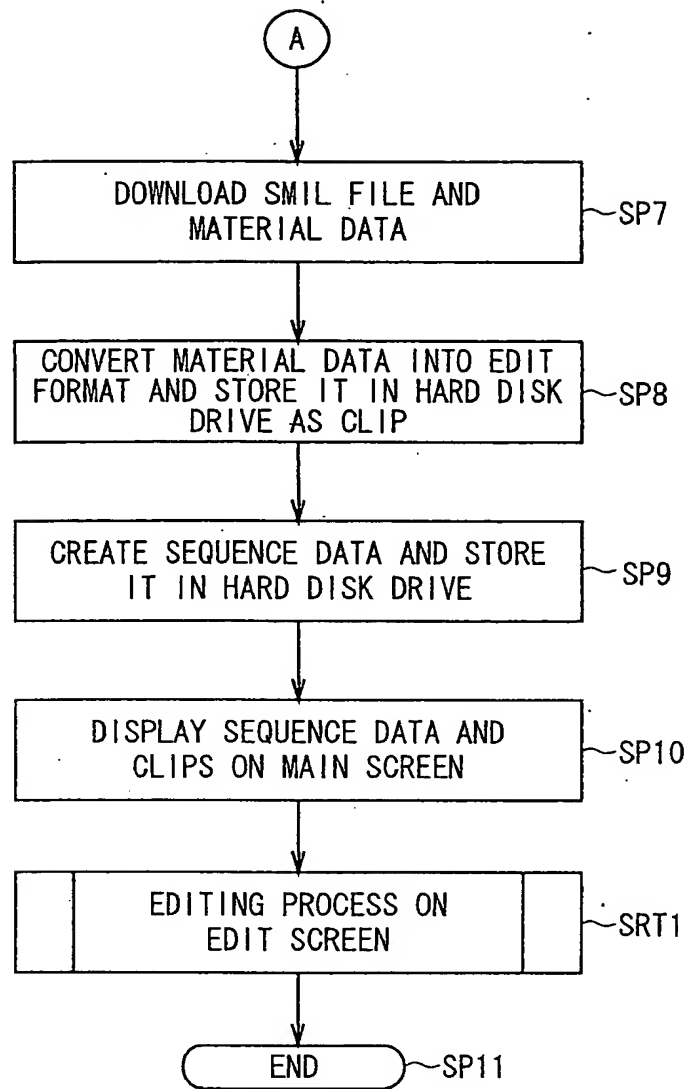 A
DOWNLOAD SMIL FILE AND
MATERIAL DATA
SP7
CONVERT MATERIAL DATA INTO EDIT
FORMAT AND STORE IT IN HARD DISK
DRIVE AS CLIP
SP8
CREATE SEQUENCE DATA AND STORE
IT IN HARD DISK DRIVE
SP9
DISPLAY SEQUENCE DATA AND
CLIPS ON MAIN SCREEN
SP10
EDITING PROCESS ON
EDIT SCREEN
SRT1
END
SP11